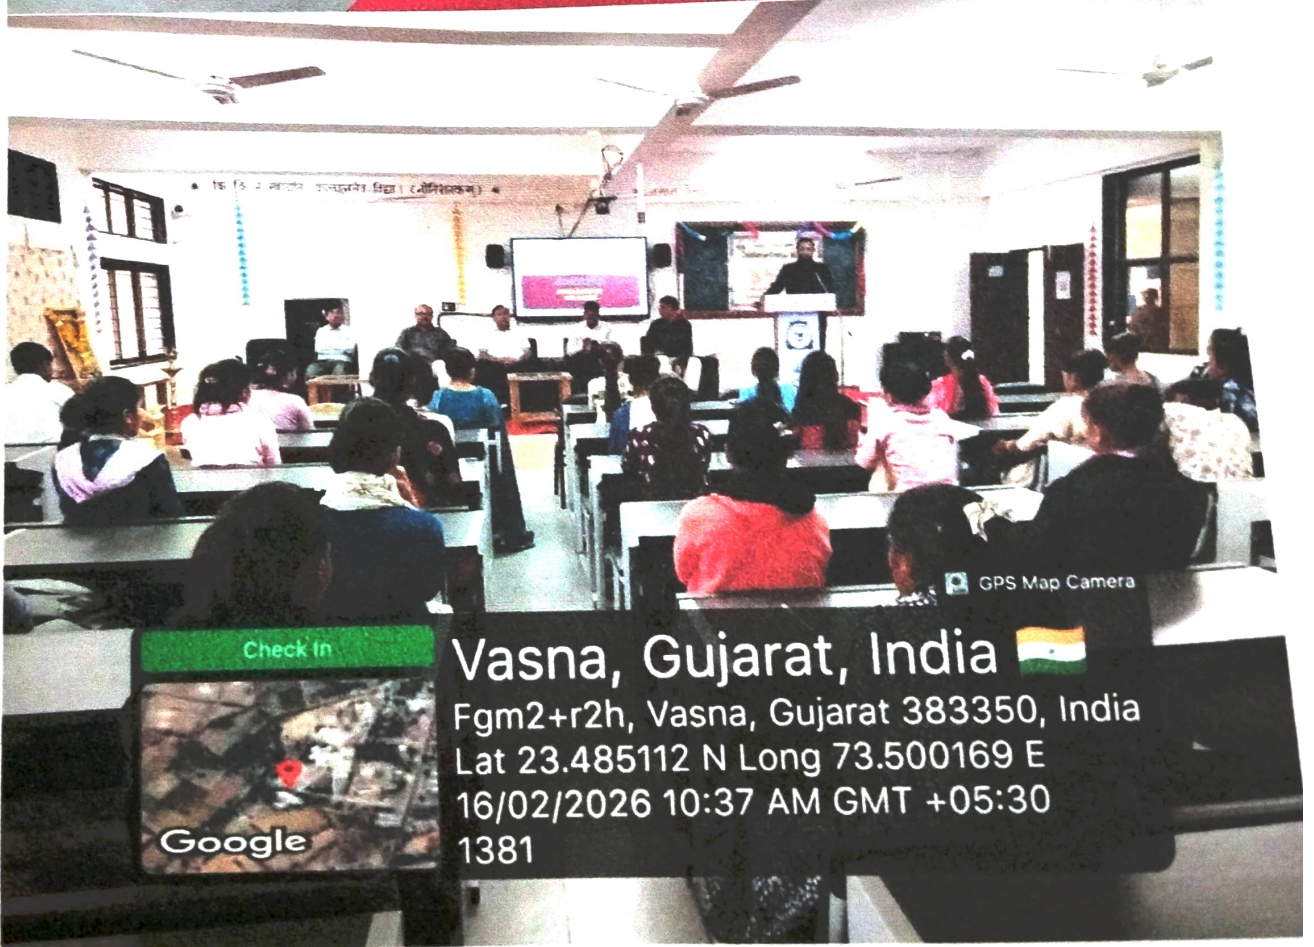 GPS Map Camera
Check In
Vasna, Gujarat, India
Fgm2+r2h, Vasna, Gujarat 383350, India
Lat 23.485112 N Long 73.500169 E
16/02/2026 10:37 AM GMT +05:30
1381
Google